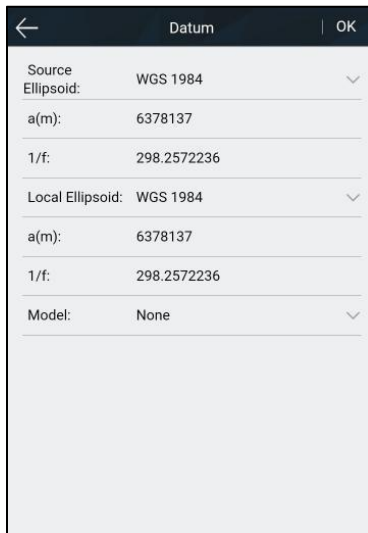 Datum
OK
Source
Ellipsoid:
WGS 1984
a(m):
6378137
1/f:
298.2572236
Local Ellipsoid:
WGS 1984
a(m):
6378137
1/f:
298.2572236
Model:
None